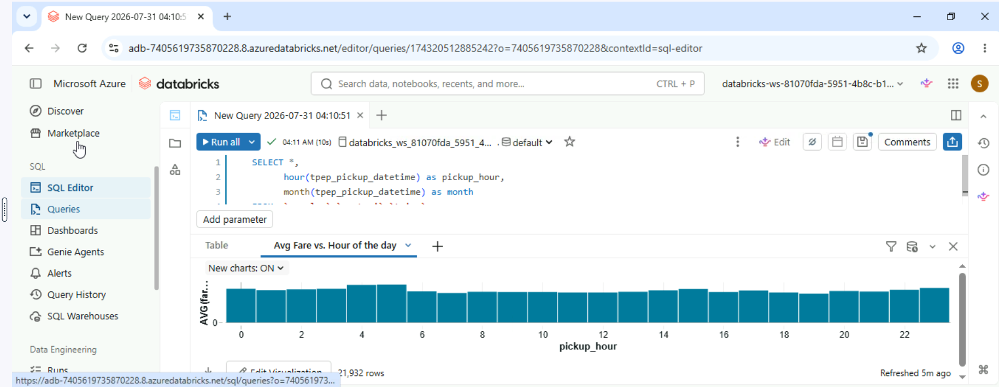 New Query 2026-07-31 04:10:5
adb-7405619735870228.8.azuredatabricks.net/editor/queries/174320512885242?o=7405619735870228&contextId=sql-editor
Microsoft Azure databricks
Search data, notebooks, recents, and more... CTRL + P
databricks-ws-81070fda-5951-4b8c-b1... S
Discover
Marketplace
SQL
SQL Editor
Queries
Dashboards
Genie Agents
Alerts
Query History
SQL Warehouses
Data Engineering
Runs
https://adb-7405619735870228.8.azuredatabricks.net/sql/queries?o=740561973...
New Query 2026-07-31 04:10:51
Run all 04:11 AM (10s) databricks_ws_81070fda_5951_4... . default Edit Comments
1 SELECT *,
2 hour(tpep_pickup_datetime) as pickup_hour,
3 month(tpep_pickup_datetime) as month
Add parameter
Table Avg Fare vs. Hour of the day
New charts: ON
AVG(far...
0
0 2 4 6 8 10 12 14 16 18 20 22
pickup_hour
Edit Visualization 21,932 rows Refreshed 5m ago